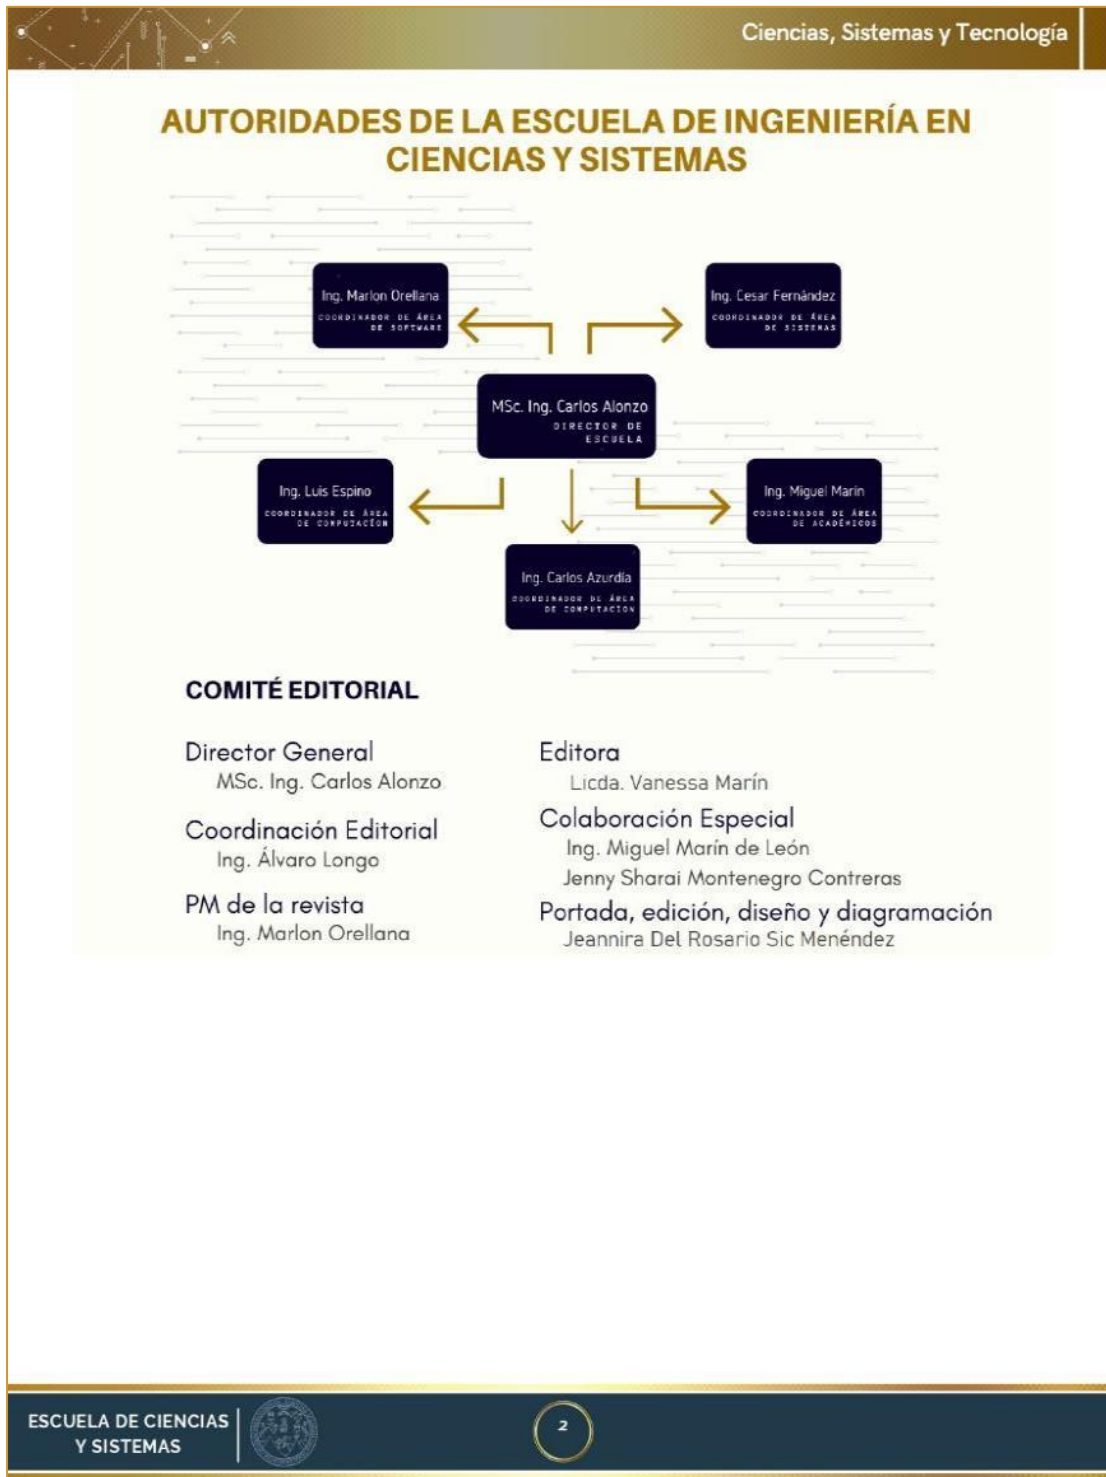 Ciencias, Sistemas y Tecnología
AUTORIDADES DE LA ESCUELA DE INGENIERÍA EN
CIENCIAS Y SISTEMAS
Ing. Marlon Orellana
COORDINADOR DE ÁREA
DE SOFTWARE
Ing. Cesar Fernández
COORDINADOR DE ÁREA
DE SISTEMAS
MSc. Ing. Carlos Alonzo
DIRECTOR DE
ESCUELA
Ing. Luis Espino
COORDINADOR DE ÁREA
DE COMPUTACÍON
Ing. Miguel Marin
COORDINADOR DE ÁREA
DE ACADÉMICOS
Ing. Carlos Azurdía
COORDINADOR DE ÁREA
DE COMPUTACÍON
COMITÉ EDITORIAL
Director General
MSc. Ing. Carlos Alonzo
Coordinación Editorial
Ing. Álvaro Longo
PM de la revista
Ing. Marlon Orellana
Editora
Licda. Vanessa Marín
Colaboración Especial
Ing. Miguel Marín de León
Jenny Sharai Montenegro Contreras
Portada, edición, diseño y diagramación
Jeannira Del Rosario Sic Menéndez
ESCUELA DE CIENCIAS
Y SISTEMAS
2